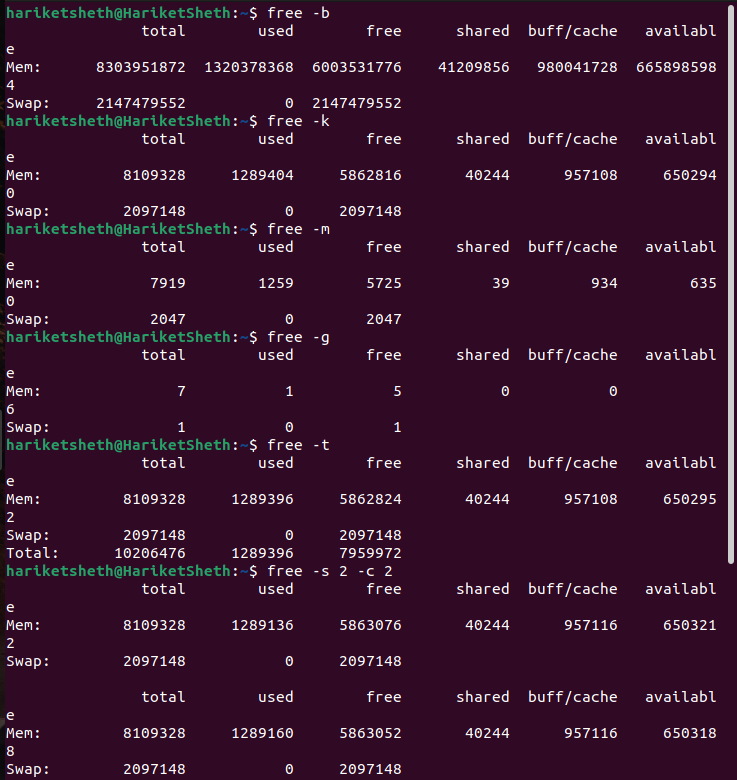 hariketsheth@HariketSheth:~$ free -b
               total        used        free      shared  buff/cache   availabl
e
Mem:      8303951872  1320378368  6003531776    41209856   980041728  665898598
4
Swap:     2147479552           0  2147479552
hariketsheth@HariketSheth:~$ free -k
               total        used        free      shared  buff/cache   availabl
e
Mem:         8109328     1289404     5862816       40244      957108      650294
0
Swap:        2097148           0     2097148
hariketsheth@HariketSheth:~$ free -m
               total        used        free      shared  buff/cache   availabl
e
Mem:            7919        1259        5725          39         934        635
0
Swap:           2047           0        2047
hariketsheth@HariketSheth:~$ free -g
               total        used        free      shared  buff/cache   availabl
e
Mem:               7           1           5           0           0
6
Swap:              1           0           1
hariketsheth@HariketSheth:~$ free -t
               total        used        free      shared  buff/cache   availabl
e
Mem:         8109328     1289396     5862824       40244      957108      650295
2
Swap:        2097148           0     2097148
Total:      10206476     1289396     7959972
hariketsheth@HariketSheth:~$ free -s 2 -c 2
               total        used        free      shared  buff/cache   availabl
e
Mem:         8109328     1289136     5863076       40244      957116      650321
2
Swap:        2097148           0     2097148
               total        used        free      shared  buff/cache   availabl
e
Mem:         8109328     1289160     5863052       40244      957116      650318
8
Swap:        2097148           0     2097148